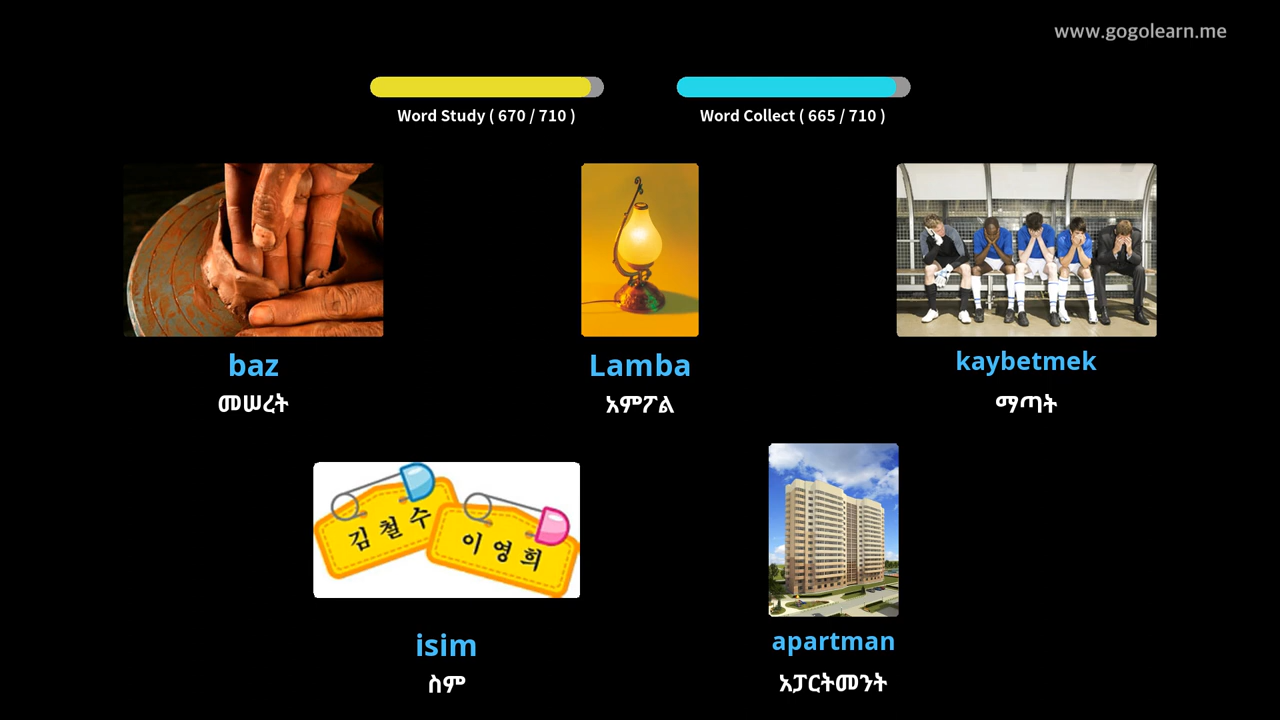 www.gogolearn.me
Word Study ( 670 / 710 )
Word Collect ( 665 / 710 )
baz
መሠረት
Lamba
አምፖል
kaybetmek
ማጣት
김철수
이영희
isim
ስም
apartman
አፓርትመንት